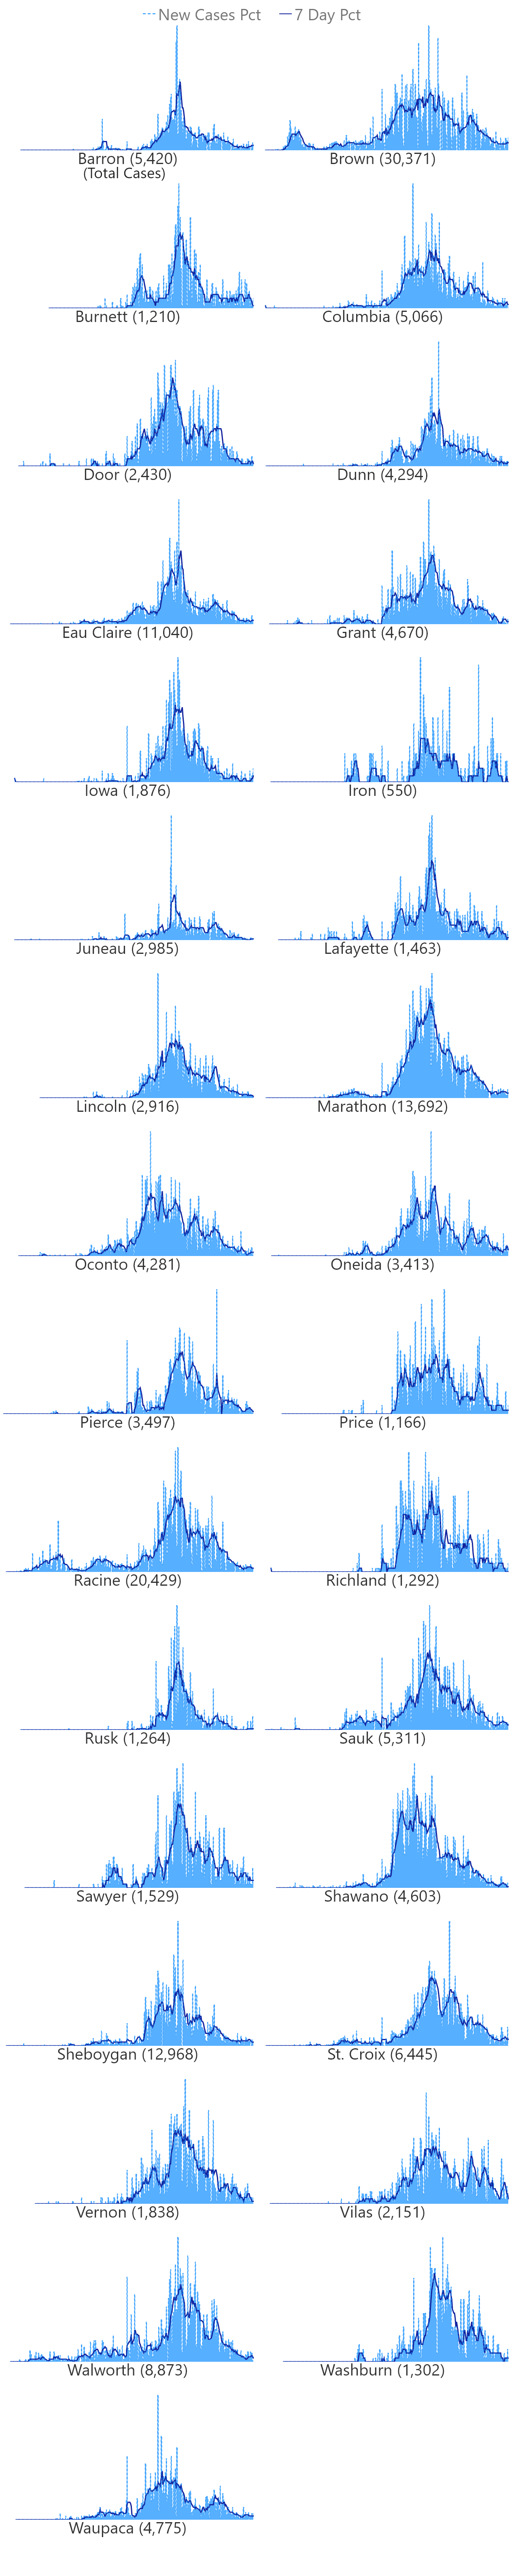 New Cases Pct 7 Day Pct
Barron (5,420) Brown (30,371)
(Total Cases)
Burnett (1,210) Columbia (5,066)
Door (2,430) Dunn (4,294)
Eau Claire (11,040) Grant (4,670)
Iowa (1,876) Iron (550)
Juneau (2,985) Lafayette (1,463)
Lincoln (2,916) Marathon (13,692)
Oconto (4,281) Oneida (3,413)
Pierce (3,497) Price (1,166)
Racine (20,429) Richland (1,292)
Rusk (1,264) Sauk (5,311)
Sawyer (1,529) Shawano (4,603)
Sheboygan (12,968) St. Croix (6,445)
Vernon (1,838) Vilas (2,151)
Walworth (8,873) Washburn (1,302)
Waupaca (4,775)